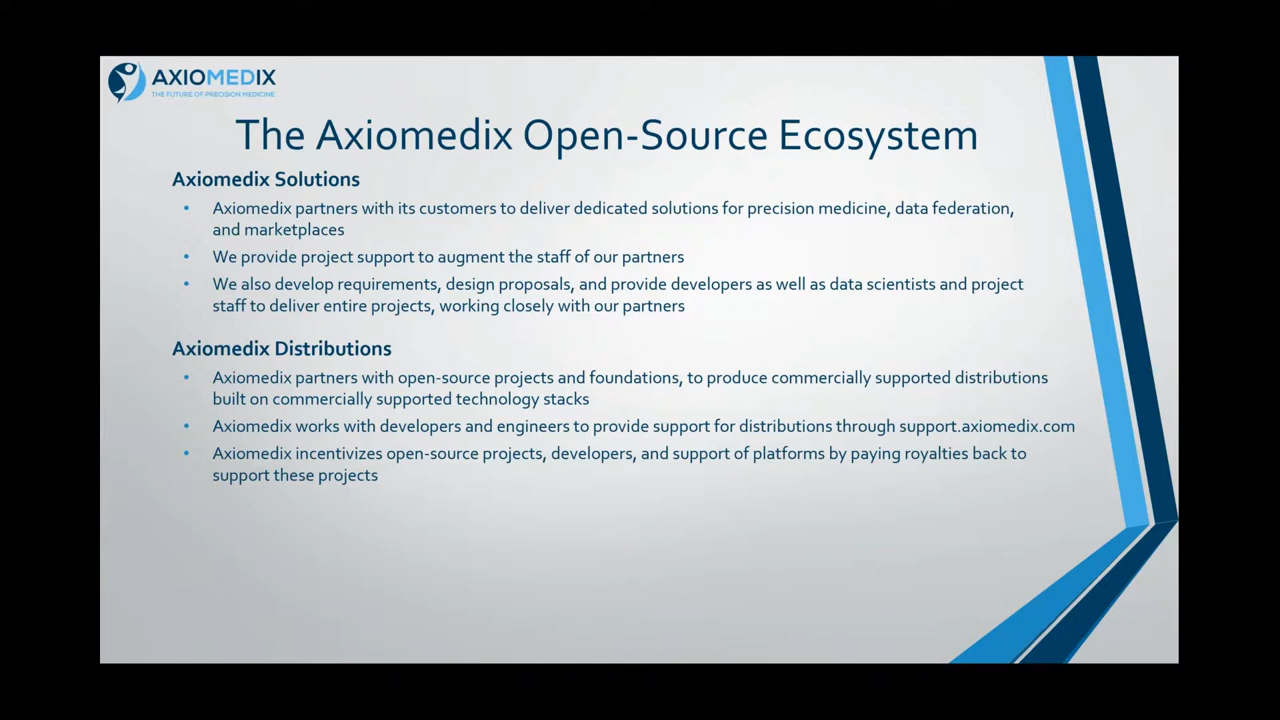 AXIOMEDIX
THE FUTURE OF PRECISION MEDICINE
The Axiomedix Open-Source Ecosystem
Axiomedix Solutions
• Axiomedix partners with its customers to deliver dedicated solutions for precision medicine, data federation,
and marketplaces
• We provide project support to augment the staff of our partners
• We also develop requirements, design proposals, and provide developers as well as data scientists and project
staff to deliver entire projects, working closely with our partners
Axiomedix Distributions
• Axiomedix partners with open-source projects and foundations, to produce commercially supported distributions
built on commercially supported technology stacks
• Axiomedix works with developers and engineers to provide support for distributions through support.axiomedix.com
• Axiomedix incentivizes open-source projects, developers, and support of platforms by paying royalties back to
support these projects